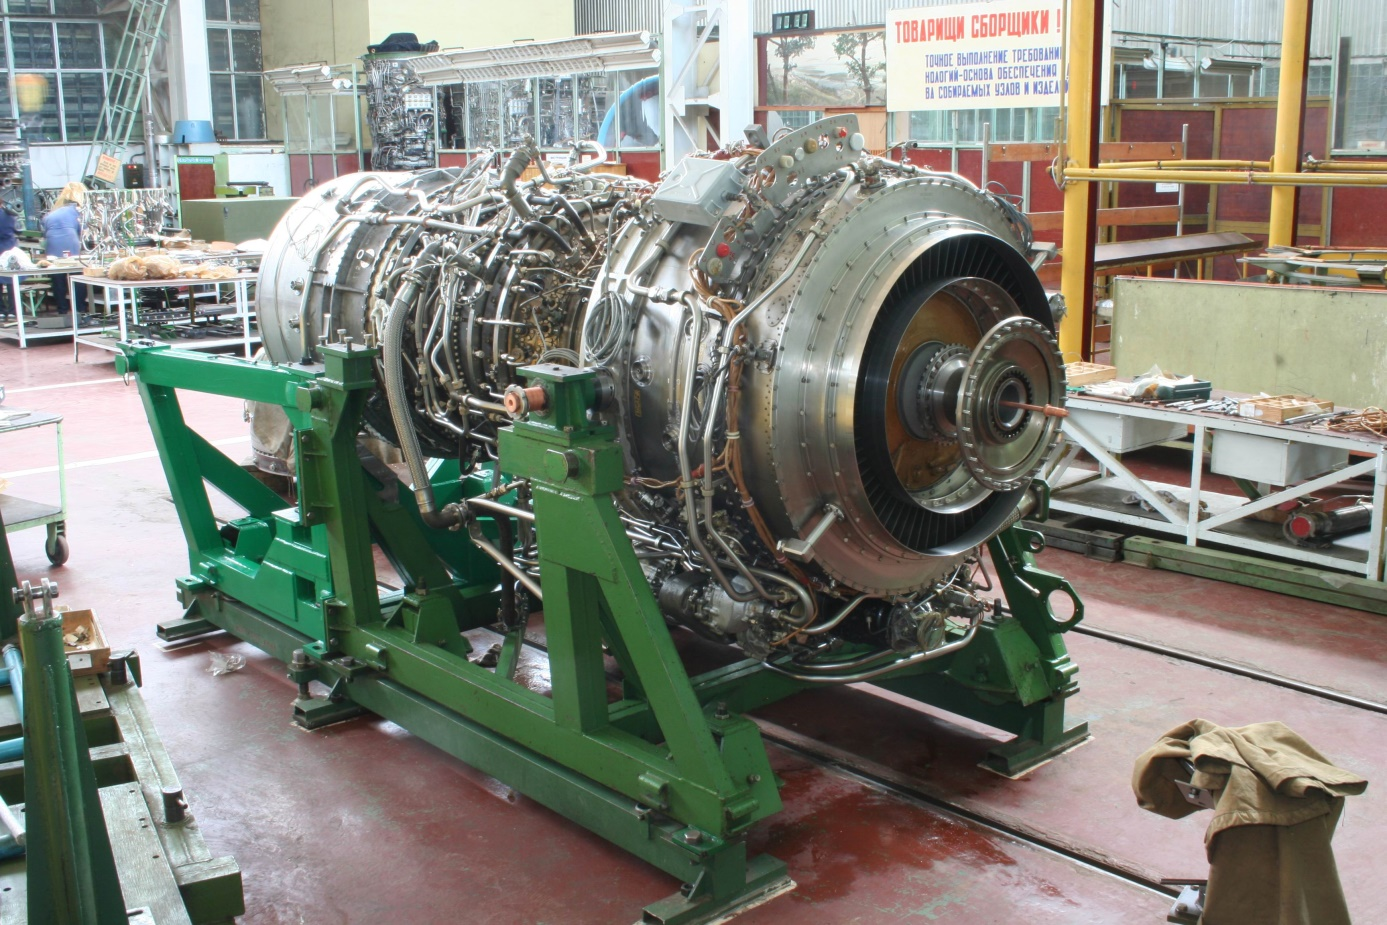 ТОВАРИЩИ СБОРЩИКИ !
ТОЧНОЕ ВЫПОЛНЕНИЕ ТРЕБОВАНИ
НОЛОГИЙ-ОСНОВА ОБЕСПЕЧЕНИЯ
ВА СОБИРАЕМЫХ УЗЛОВ И ИЗДЕЛ